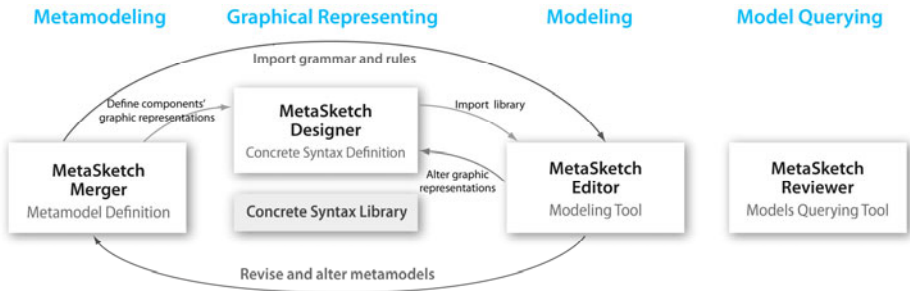 Metamodeling
Graphical Representing
Modeling
Model Querying
Import grammar and rules
Define components'
graphic representations
MetaSketch
Designer
Concrete Syntax Definition
Import library
MetaSketch
Merger
Metamodel Definition
Alter graphic
representations
MetaSketch
Editor
Modeling Tool
MetaSketch
Reviewer
Models Querying Tool
Concrete Syntax Library
Revise and alter metamodels